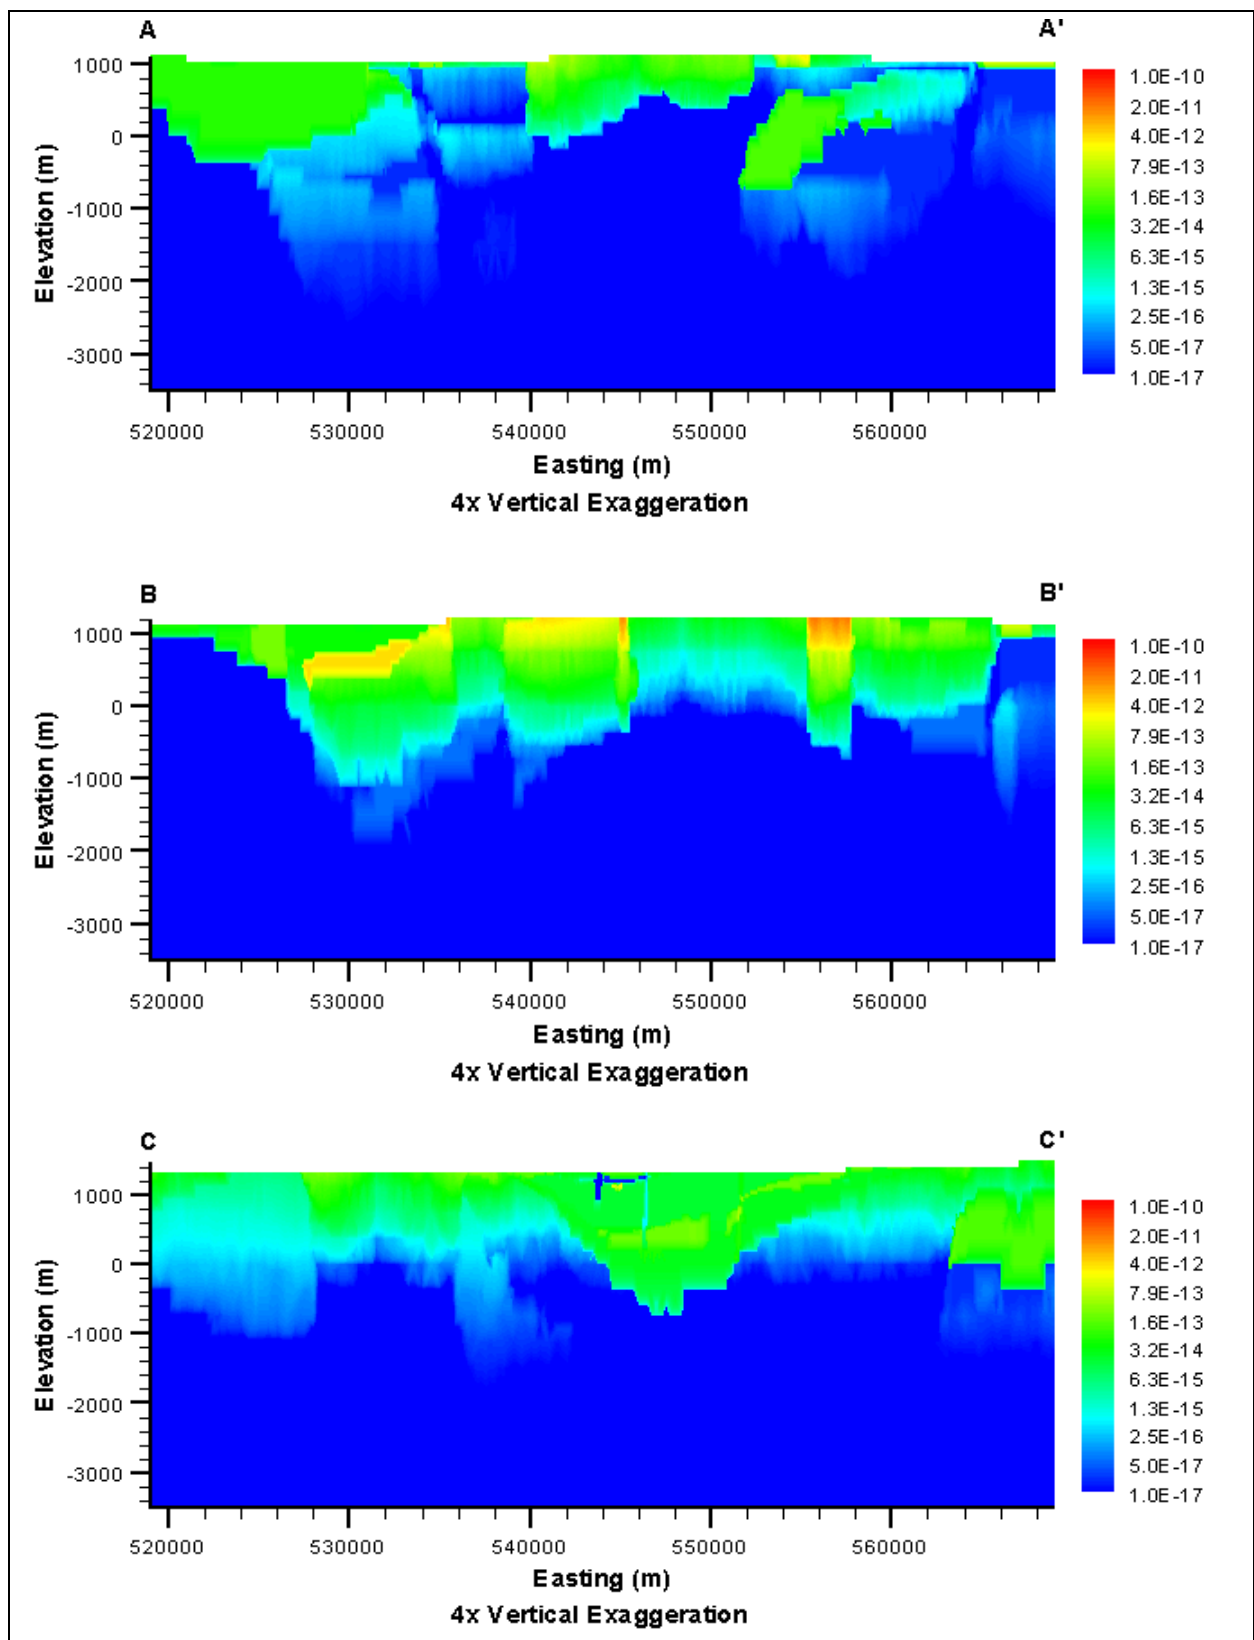 A A'
1000
0
-1000
-2000
-3000
Elevation (m)
520000 530000 540000 550000 560000
Easting (m)
4x Vertical Exaggeration
1.0E-10
2.0E-11
4.0E-12
7.9E-13
1.6E-13
3.2E-14
6.3E-15
1.3E-15
2.5E-16
5.0E-17
1.0E-17
B B'
1000
0
-1000
-2000
-3000
Elevation (m)
520000 530000 540000 550000 560000
Easting (m)
4x Vertical Exaggeration
1.0E-10
2.0E-11
4.0E-12
7.9E-13
1.6E-13
3.2E-14
6.3E-15
1.3E-15
2.5E-16
5.0E-17
1.0E-17
C C'
1000
0
-1000
-2000
-3000
Elevation (m)
520000 530000 540000 550000 560000
Easting (m)
4x Vertical Exaggeration
1.0E-10
2.0E-11
4.0E-12
7.9E-13
1.6E-13
3.2E-14
6.3E-15
1.3E-15
2.5E-16
5.0E-17
1.0E-17